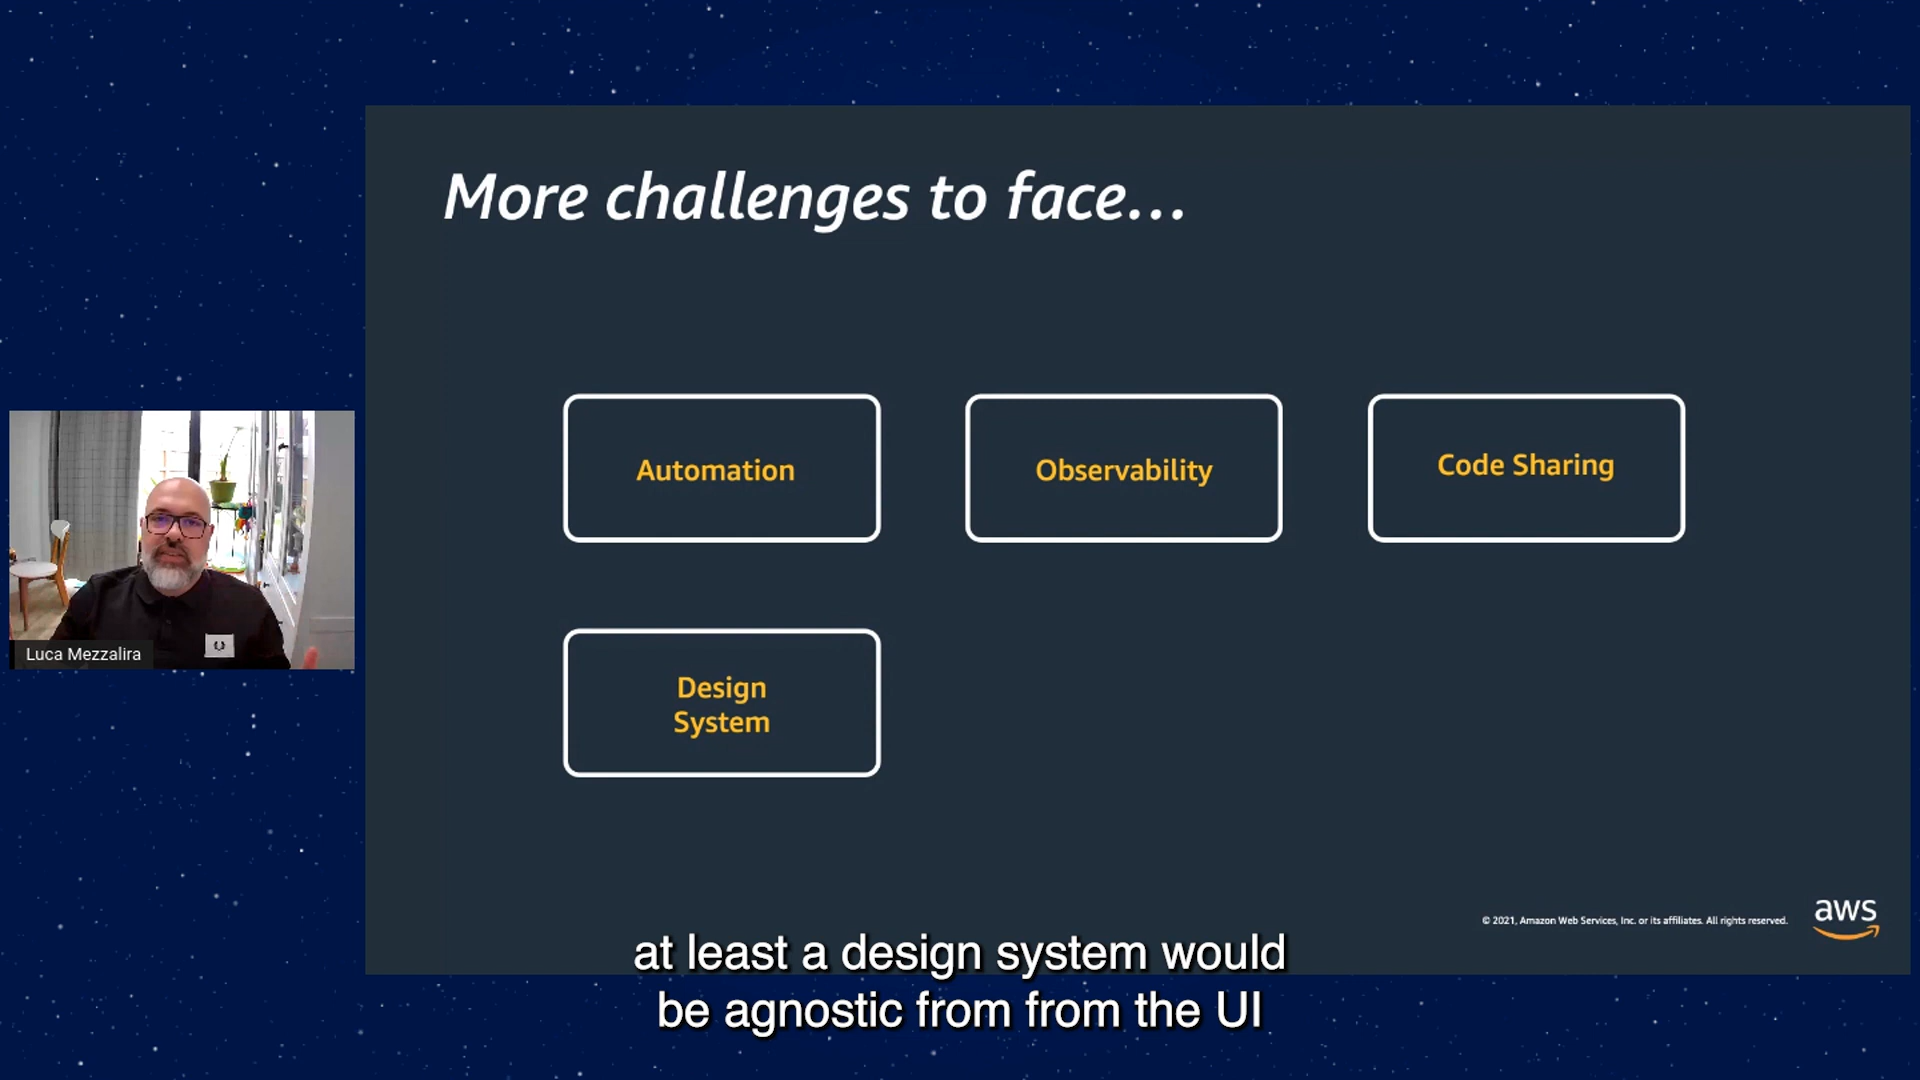 More challenges to face...
Automation
Observability
Code Sharing
Design
System
Luca Mezzalira
© 2021, Amazon Web Services, Inc. or its affiliates. All rights reserved.
aws
at least a design system would
be agnostic from from the UI